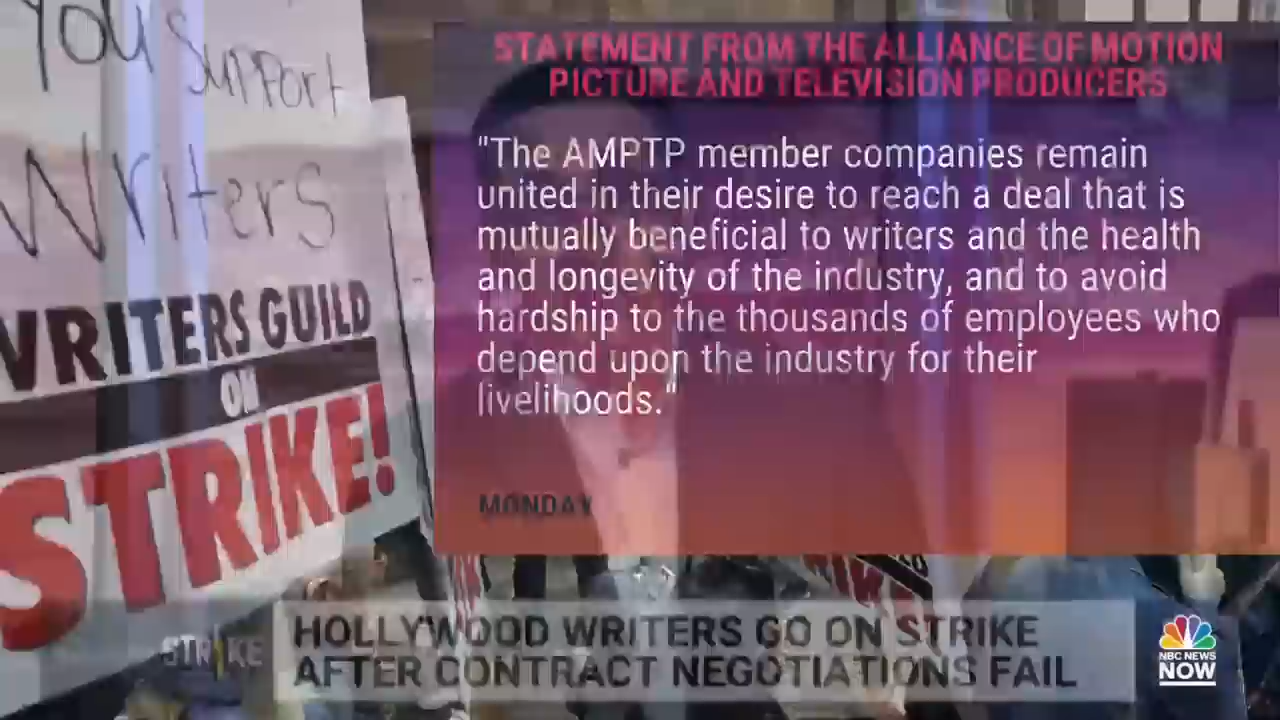 You support
Writers
WRITERS GUILD
ON
STRIKE!
STATEMENT FROM THE ALLIANCE OF MOTION
PICTURE AND TELEVISION PRODUCERS
"The AMPTP member companies remain
united in their desire to reach a deal that is
mutually beneficial to writers and the health
and longevity of the industry, and to avoid
hardship to the thousands of employees who
depend upon the industry for their
livelihoods."
MONDAY
STRIKE
HOLLYWOOD WRITERS GO ON STRIKE
AFTER CONTRACT NEGOTIATIONS FAIL
NBC NEWS
NOW